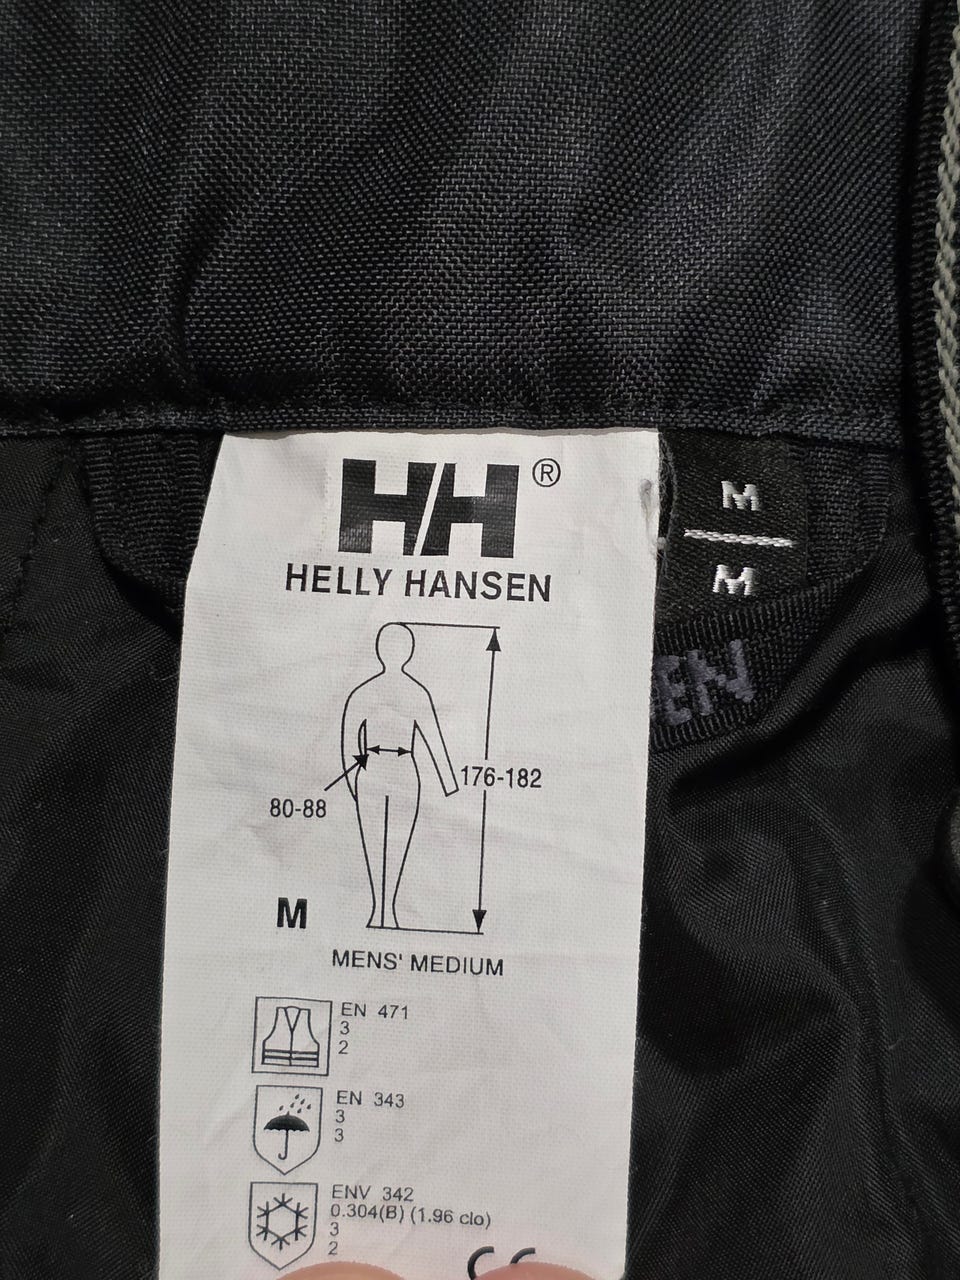 HH®
M
M
HELLY HANSEN
EN
176-182
80-88
M
MENS' MEDIUM
EN 471
3
2
EN 343
3
3
ENV 342
0.304(B) (1.96 clo)
3
2
CE